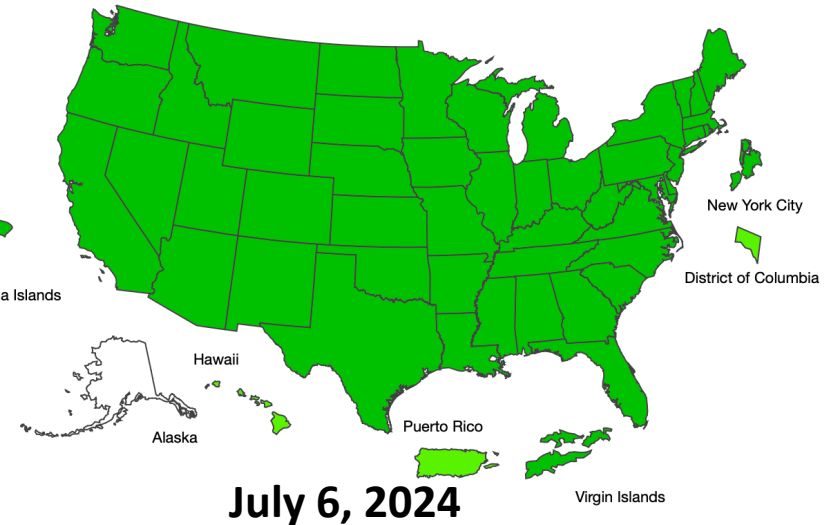 New York City
District of Columbia
a Islands
Hawaii
Alaska
Puerto Rico
July 6, 2024
Virgin Islands